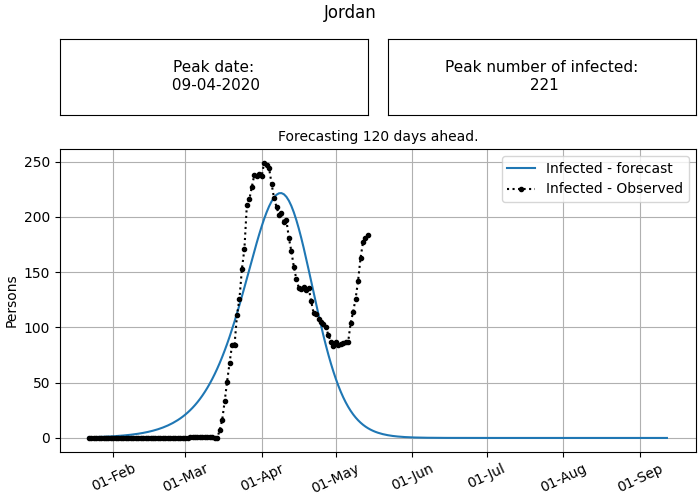 Jordan
Peak date:
09-04-2020
Peak number of infected:
221
Forecasting 120 days ahead.
Infected - forecast
Infected - Observed
Persons
250
200
150
100
50
0
01-Feb
01-Mar
01-Apr
01-May
01-Jun
01-Jul
01-Aug
01-Sep